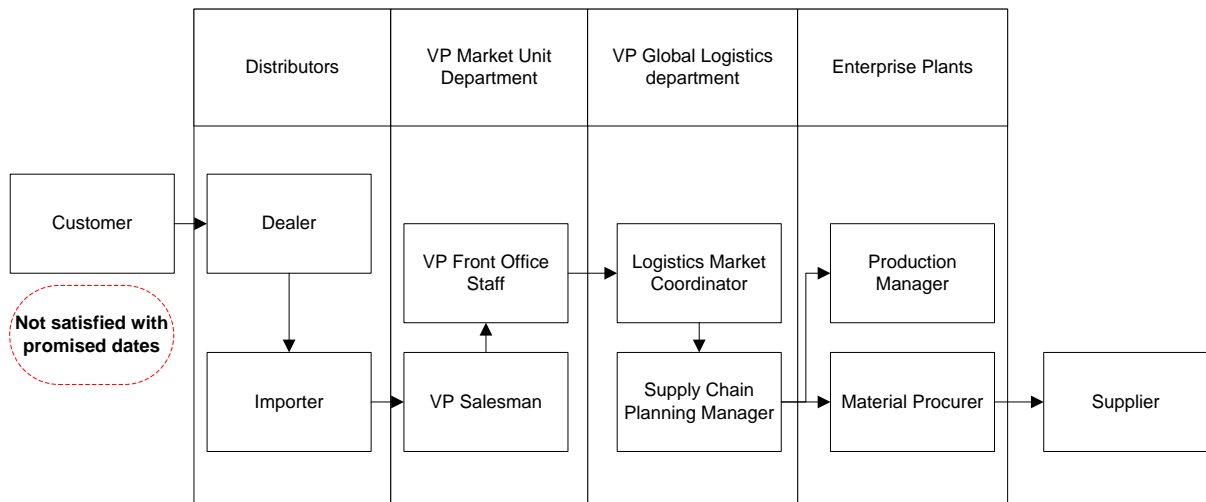 Distributors
VP Market Unit
Department
VP Global Logistics
department
Enterprise Plants
Customer
Dealer
VP Front Office
Staff
Logistics Market
Coordinator
Production
Manager
Not satisfied with
promised dates
Importer
VP Salesman
Supply Chain
Planning Manager
Material Procurer
Supplier